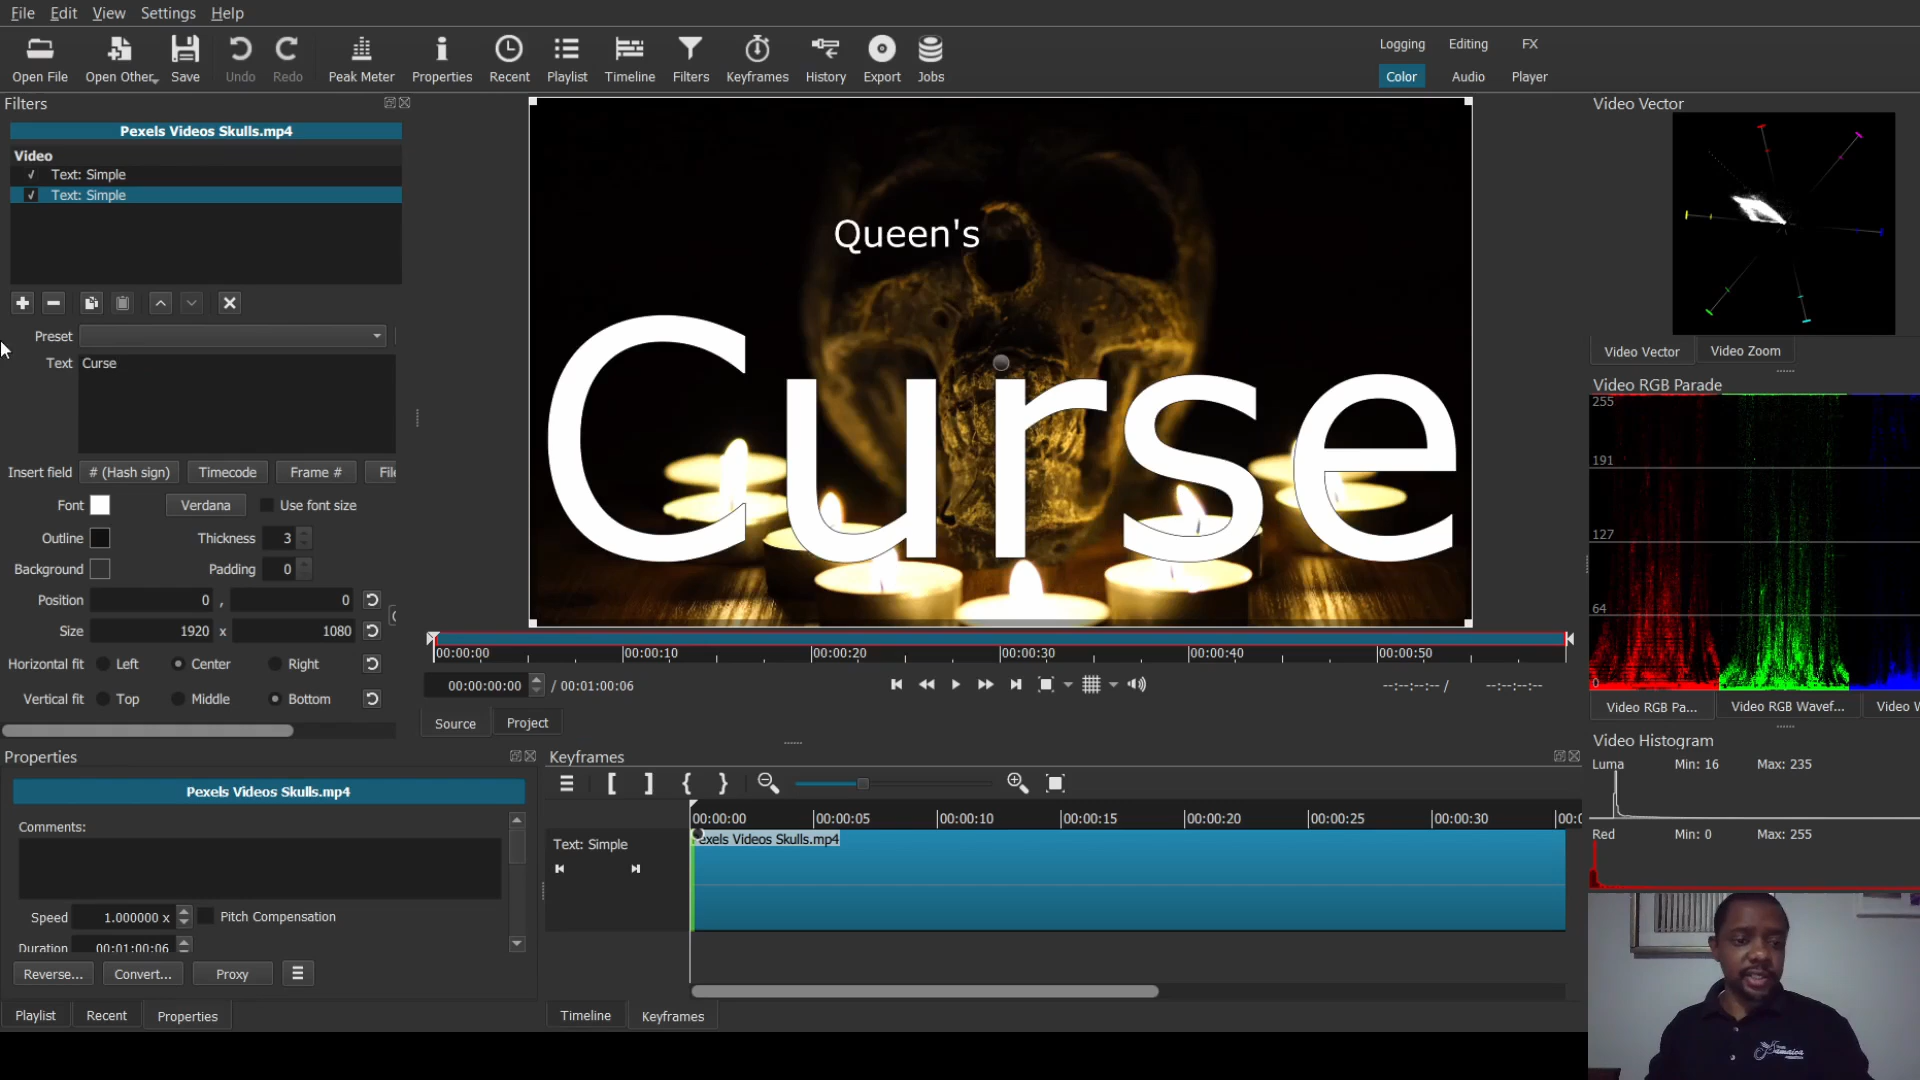 File Edit View Settings Help
Open File Open Other... Save Undo Redo Peak Meter Properties Recent Playlist Timeline Filters Keyframes History Export Jobs
Logging Editing FX
Color Audio Player
Filters
Pexels Videos Skulls.mp4
Video
Text: Simple
Text: Simple
Preset
Text Curse
Insert field # (Hash sign) Timecode Frame #
Font Verdana Use font size
Outline Thickness 3
Background Padding 0
Position 0 , 0
Size 1920 x 1080
Horizontal fit Left Center Right
Vertical fit Top Middle Bottom
Queen's
Curse
00:00:00 00:00:10 00:00:20 00:00:30 00:00:40 00:00:50
00:00:00:00 / 00:01:00:06 --:--:--:-- / --:--:--:--
Source Project
Video Vector
Video Vector Video Zoom
Video RGB Parade
255
191
127
64
0
Video RGB Pa... Video RGB Wavef... Video W
Video Histogram
Luma Min: 16 Max: 235
Red Min: 0 Max: 255
Properties
Pexels Videos Skulls.mp4
Comments:
Speed 1.000000 x Pitch Compensation
Duration 00:01:00:06
Reverse... Convert... Proxy
Playlist Recent Properties
Keyframes
00:00:00 00:00:05 00:00:10 00:00:15 00:00:20 00:00:25 00:00:30
Text: Simple
Pexels Videos Skulls.mp4
Timeline Keyframes
Jamaica